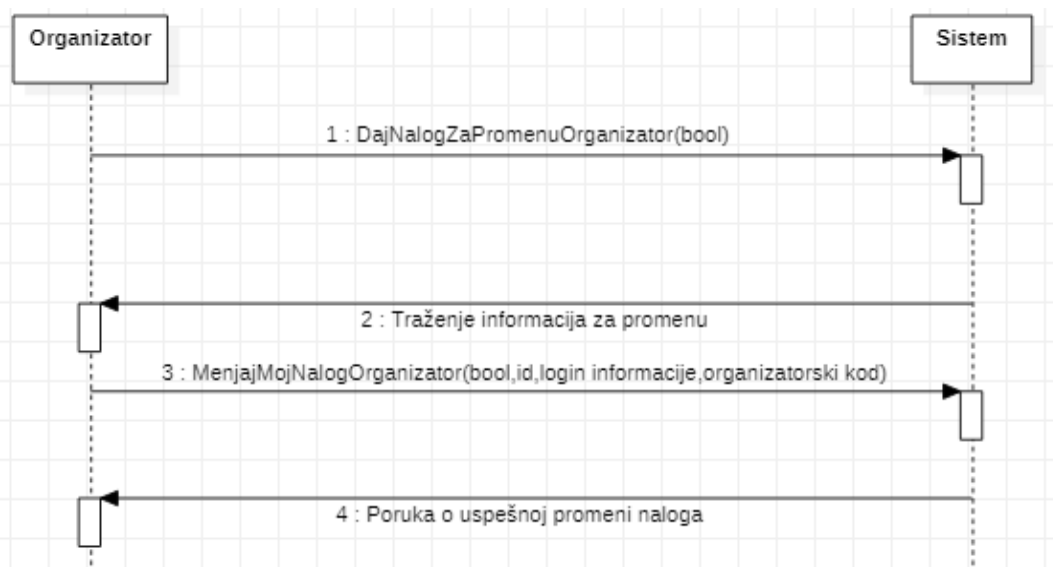 Organizator
Sistem
1 : DajNalogZaPromenuOrganizator(bool)
2 : Traženje informacija za promenu
3 : MenjajMojNalogOrganizator(bool,id,login informacije,organizatorski kod)
4 : Poruka o uspešnoj promeni naloga